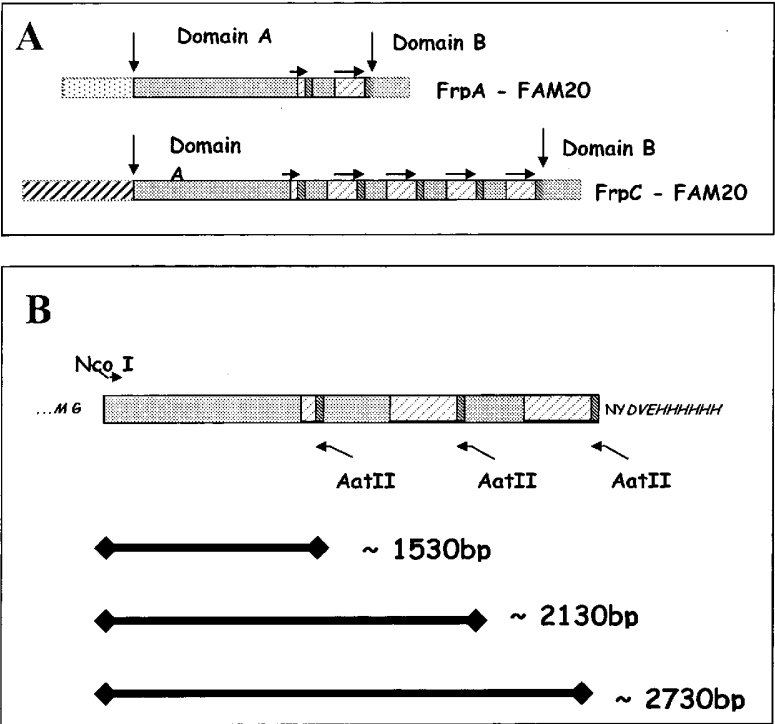 A
Domain A
Domain B
FrpA - FAM20
Domain
A
Domain B
FrpC - FAM20
B
Nco I
...M G
NYDVEHHHHHH
AatII
AatII
AatII
~ 1530bp
~ 2130bp
~ 2730bp